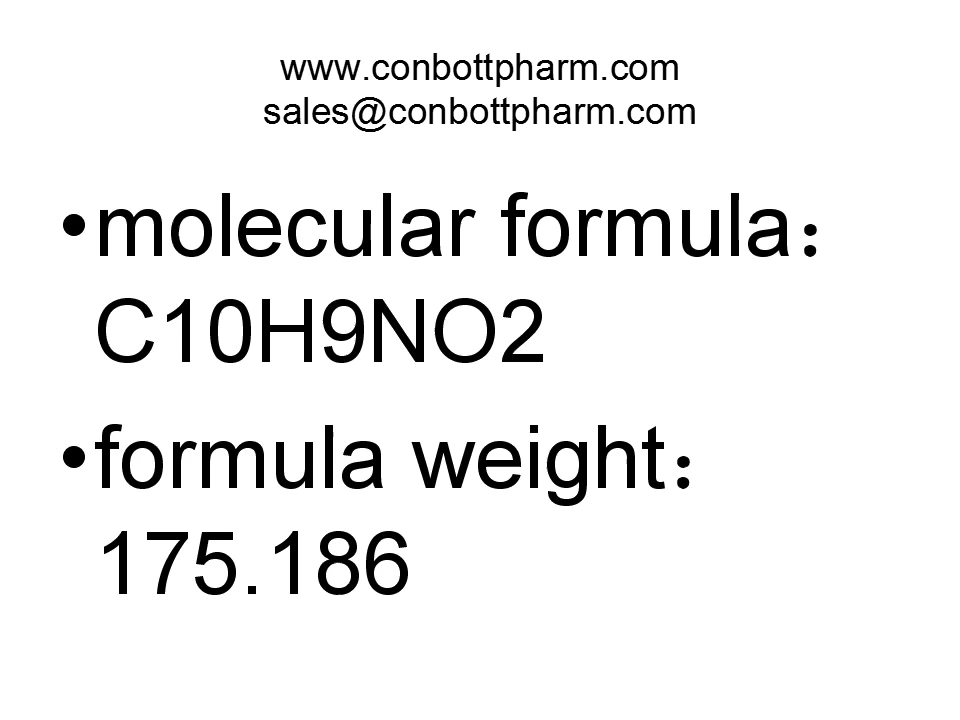 www.conbottpharm.com
sales@conbottpharm.com
•molecular formula：
C10H9NO2
•formula weight：
175.186